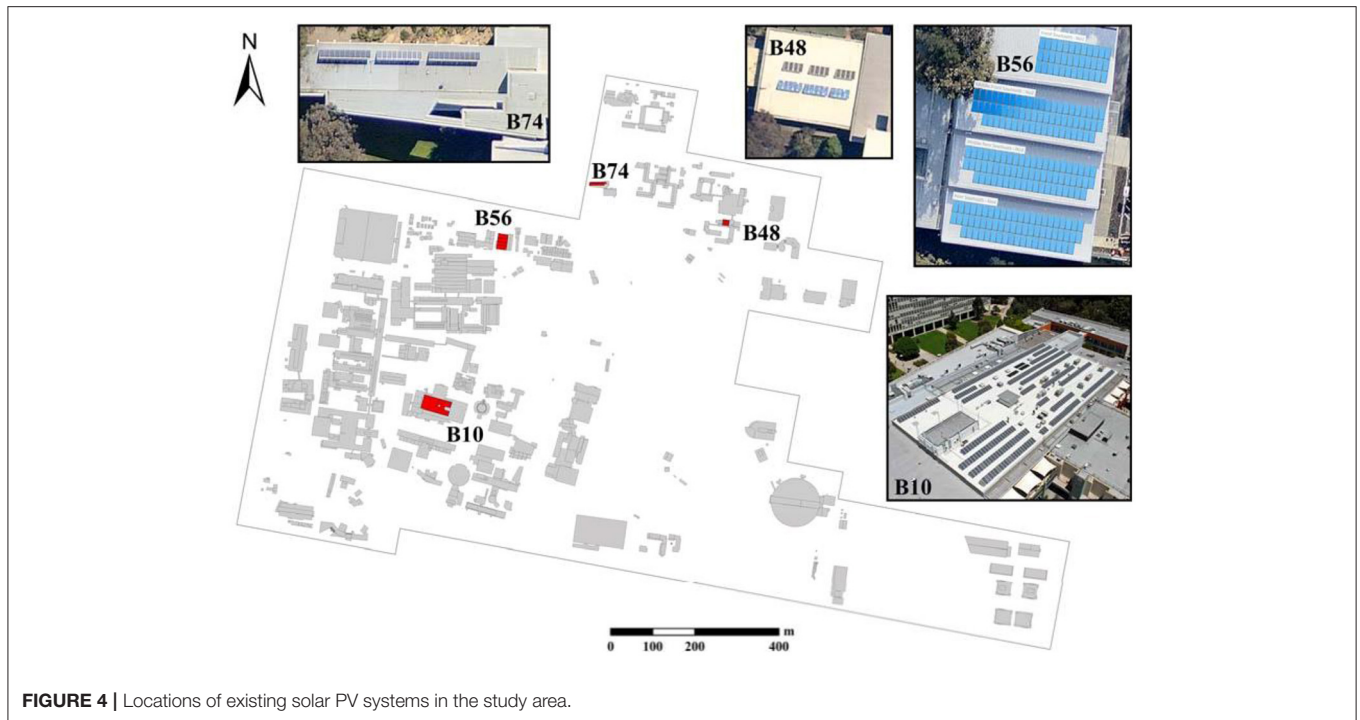 N
B74
B48
B56
B74
B56
B48
B10
B10
m
0 100 200 400
FIGURE 4 | Locations of existing solar PV systems in the study area.